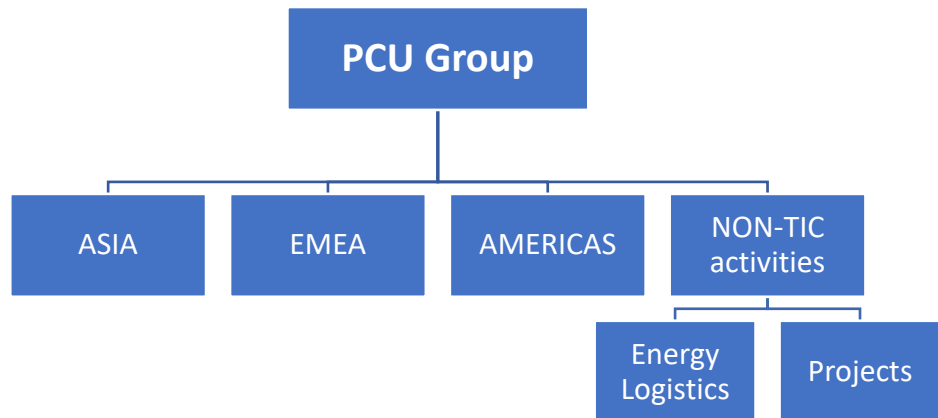 PCU Group
ASIA
EMEA
AMERICAS
NON-TIC
activities
Energy
Logistics
Projects